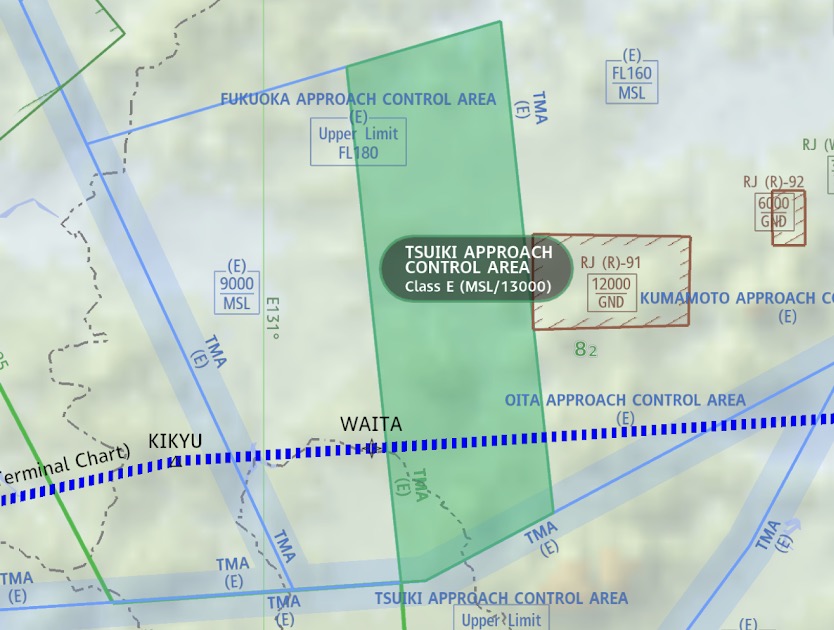 (E)
FL160
MSL
FUKUOKA APPROACH CONTROL AREA
(E)
Upper Limit
FL180
TMA
(E)
RJ (R)-92
6000
GND
TSUIKI APPROACH
CONTROL AREA
Class E (MSL/13000)
RJ (R)-91
12000
GND
(E)
9000
MSL
E131°
KUMAMOTO APPROACH CO
(E)
TMA
(E)
82
OITA APPROACH CONTROL AREA
(E)
WAITA
KIKYU
erminal Chart)
TMA
(E)
TMA
(E)
TMA
TMA
(E)
TMA
(E)
TMA
(E)
TMA
(E)
TSUIKI APPROACH CONTROL AREA
Upper Limit
(E)